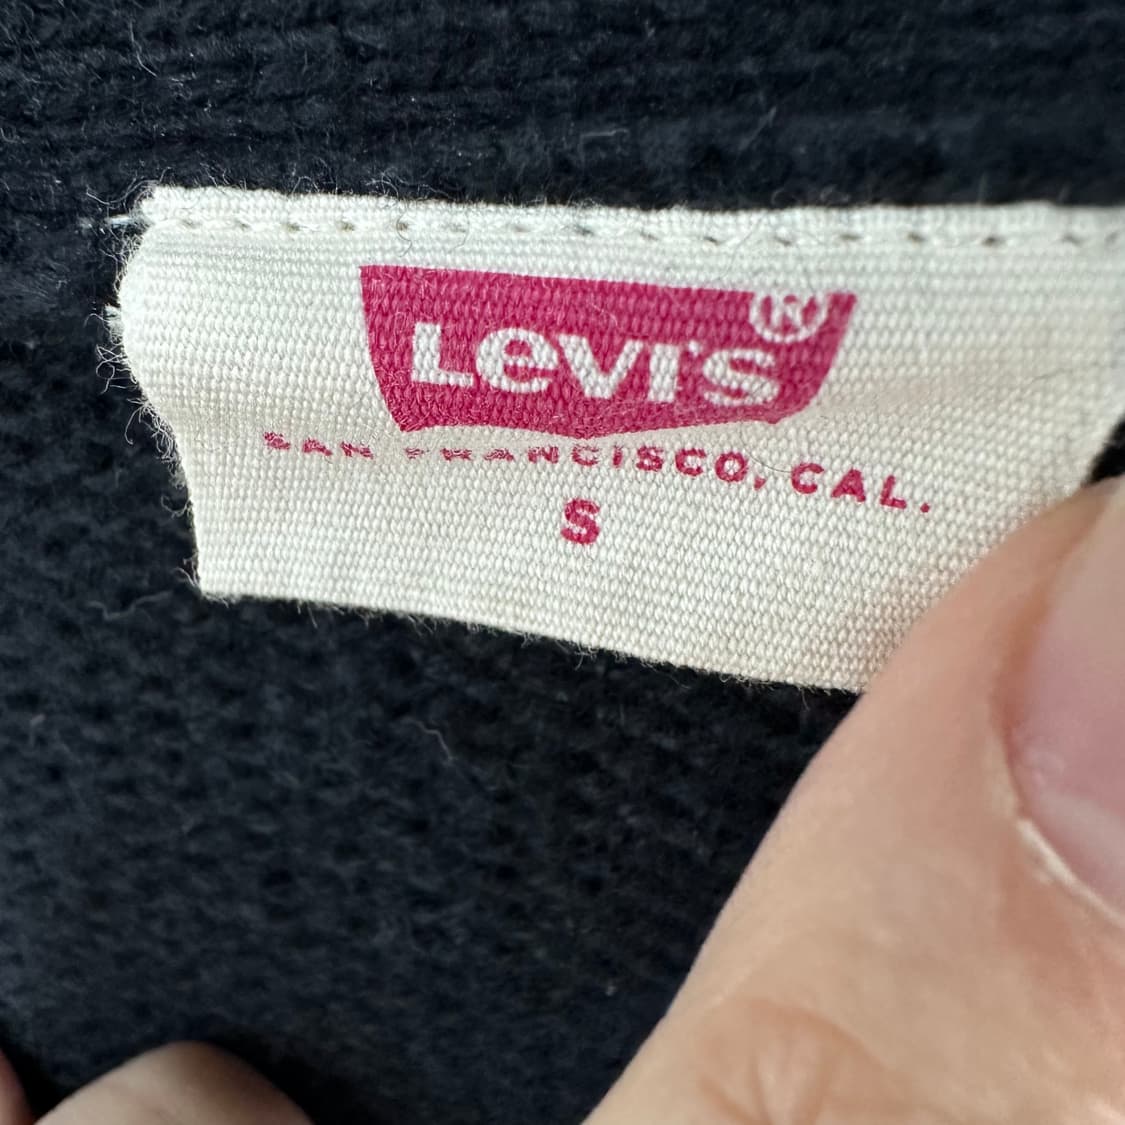 Levi's®
SAN FRANCISCO, CAL.
S